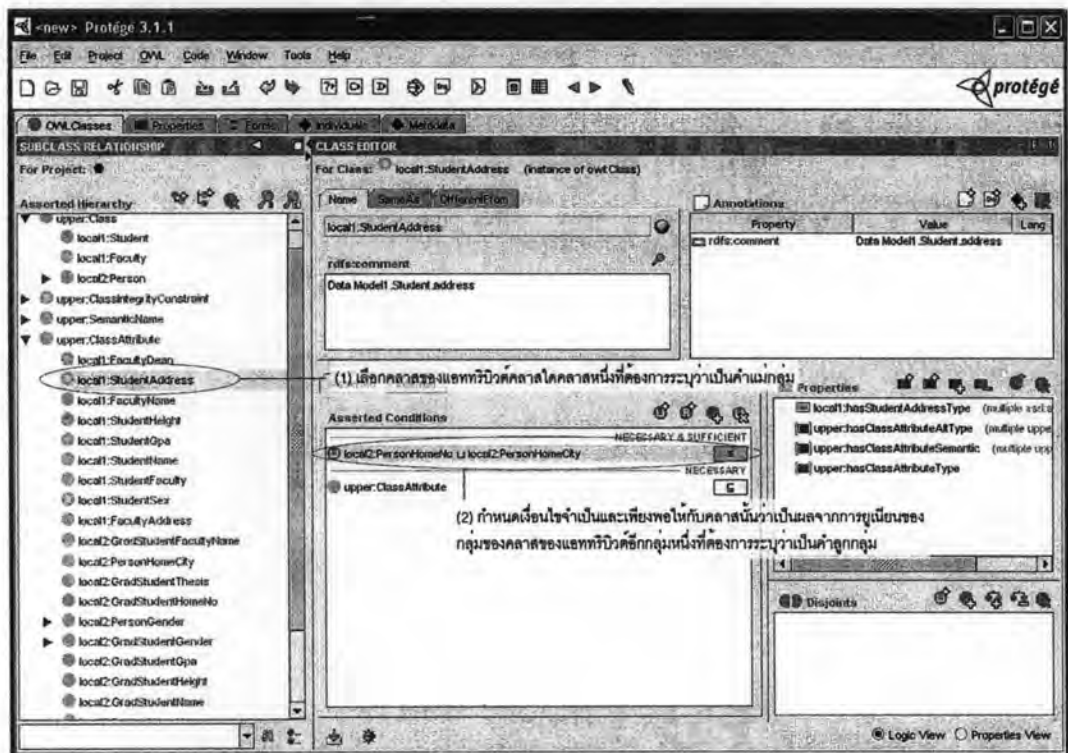 <new> Protégé 3.1.1
File Edit Project OWL Code Window Tools Help
protégé
OWLClasses Properties Forms Individuals Metadata
SUBCLASS RELATIONSHIP
For Project:
Asserted Hierarchy
upper:Class
local1:Student
local1:Faculty
local2:Person
upper:ClassIntegrityConstraint
upper:SemanticName
upper:ClassAttribute
local1:FacultyDean
local1:StudentAddress
local1:FacultyName
local1:StudentHeight
local1:StudentGpa
local1:StudentName
local1:StudentFaculty
local1:StudentSex
local1:FacultyAddress
local2:GradStudentFacultyName
local2:PersonHomeCity
local2:GradStudentThesis
local2:GradStudentHomeNo
local2:PersonGender
local2:GradStudentGender
local2:GradStudentGpa
local2:GradStudentHeight
local2:GradStudentName
CLASS EDITOR
For Class: local1:StudentAddress (instance of owl:Class)
Name SameAs DifferentFrom
local1:StudentAddress
rdfs:comment
Data Model1.Student.address
Annotations
Property Value Lang
rdfs:comment Data Model1.Student.address
(1) เลือกคลาสของแอททริบิวต์คลาสใดคลาสหนึ่งที่ต้องการระบุว่าเป็นคำแม่กลุ่ม
Asserted Conditions
NECESSARY & SUFFICIENT
local2:PersonHomeNo ⊔ local2:PersonHomeCity
NECESSARY
upper:ClassAttribute
(2) กำหนดเงื่อนไขจำเป็นและเพียงพอให้กับคลาสนั้นว่าเป็นผลจากการยูเนียนของ
กลุ่มของคลาสของแอททริบิวต์อีกกลุ่มหนึ่งที่ต้องการระบุว่าเป็นคำลูกกลุ่ม
Properties
local1:hasStudentAddressType (multiple xsd:s
upper:hasClassAttributeAltType (multiple uppe
upper:hasClassAttributeSemantic (multiple upp
upper:hasClassAttributeType
Disjoints
Logic View Properties View